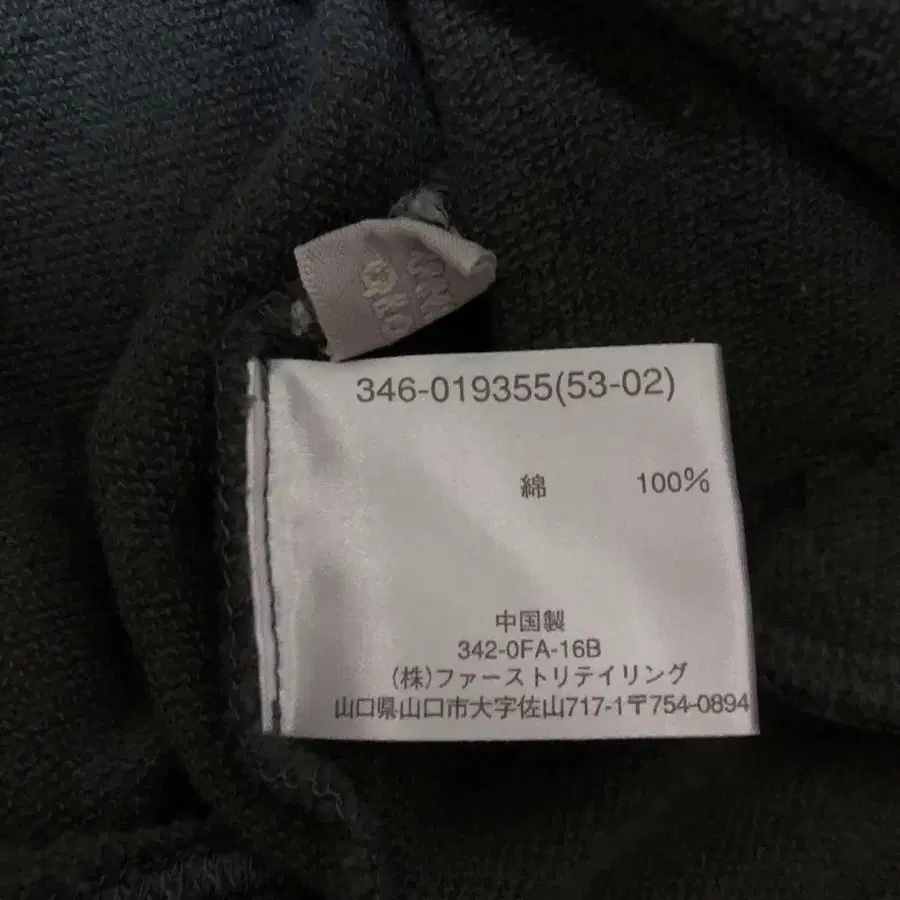 346-019355(53-02)
綿 100%
中国製
342-0FA-16B
(株)ファーストリテイリング
山口県山口市大字佐山717-1〒754-0894